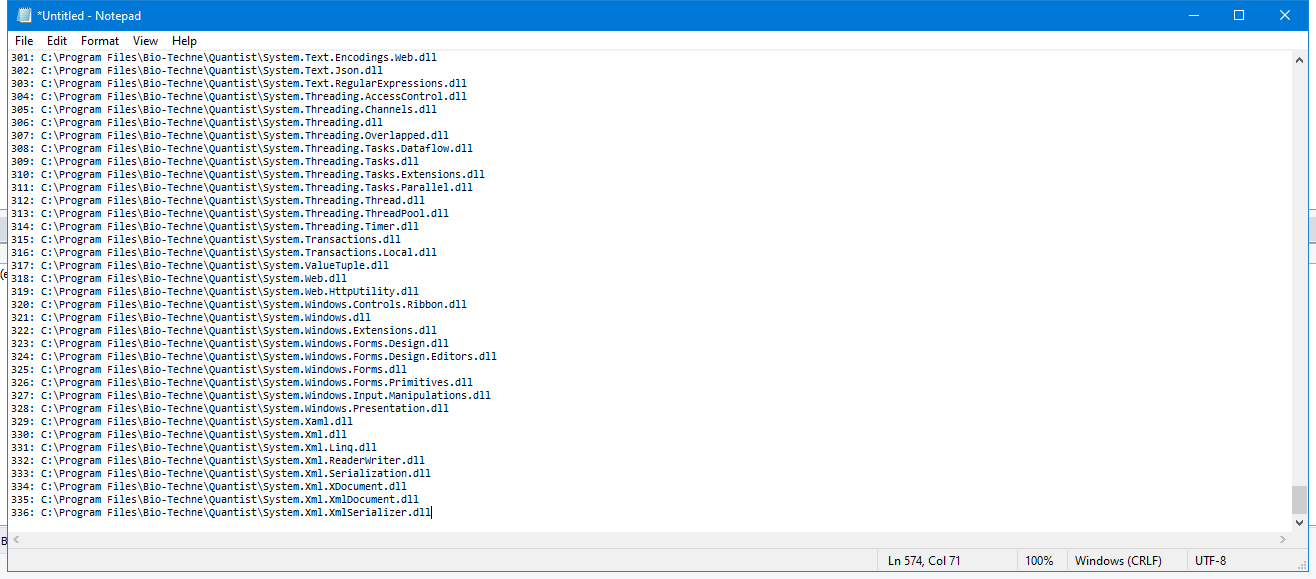 *Untitled - Notepad
File Edit Format View Help
301: C:\Program Files\Bio-Techne\Quantist\System.Text.Encodings.Web.dll
302: C:\Program Files\Bio-Techne\Quantist\System.Text.Json.dll
303: C:\Program Files\Bio-Techne\Quantist\System.Text.RegularExpressions.dll
304: C:\Program Files\Bio-Techne\Quantist\System.Threading.AccessControl.dll
305: C:\Program Files\Bio-Techne\Quantist\System.Threading.Channels.dll
306: C:\Program Files\Bio-Techne\Quantist\System.Threading.dll
307: C:\Program Files\Bio-Techne\Quantist\System.Threading.Overlapped.dll
308: C:\Program Files\Bio-Techne\Quantist\System.Threading.Tasks.Dataflow.dll
309: C:\Program Files\Bio-Techne\Quantist\System.Threading.Tasks.dll
310: C:\Program Files\Bio-Techne\Quantist\System.Threading.Tasks.Extensions.dll
311: C:\Program Files\Bio-Techne\Quantist\System.Threading.Tasks.Parallel.dll
312: C:\Program Files\Bio-Techne\Quantist\System.Threading.Thread.dll
313: C:\Program Files\Bio-Techne\Quantist\System.Threading.ThreadPool.dll
314: C:\Program Files\Bio-Techne\Quantist\System.Threading.Timer.dll
315: C:\Program Files\Bio-Techne\Quantist\System.Transactions.dll
316: C:\Program Files\Bio-Techne\Quantist\System.Transactions.Local.dll
317: C:\Program Files\Bio-Techne\Quantist\System.ValueTuple.dll
318: C:\Program Files\Bio-Techne\Quantist\System.Web.dll
319: C:\Program Files\Bio-Techne\Quantist\System.Web.HttpUtility.dll
320: C:\Program Files\Bio-Techne\Quantist\System.Windows.Controls.Ribbon.dll
321: C:\Program Files\Bio-Techne\Quantist\System.Windows.dll
322: C:\Program Files\Bio-Techne\Quantist\System.Windows.Extensions.dll
323: C:\Program Files\Bio-Techne\Quantist\System.Windows.Forms.Design.dll
324: C:\Program Files\Bio-Techne\Quantist\System.Windows.Forms.Design.Editors.dll
325: C:\Program Files\Bio-Techne\Quantist\System.Windows.Forms.dll
326: C:\Program Files\Bio-Techne\Quantist\System.Windows.Forms.Primitives.dll
327: C:\Program Files\Bio-Techne\Quantist\System.Windows.Input.Manipulations.dll
328: C:\Program Files\Bio-Techne\Quantist\System.Windows.Presentation.dll
329: C:\Program Files\Bio-Techne\Quantist\System.Xaml.dll
330: C:\Program Files\Bio-Techne\Quantist\System.Xml.dll
331: C:\Program Files\Bio-Techne\Quantist\System.Xml.Linq.dll
332: C:\Program Files\Bio-Techne\Quantist\System.Xml.ReaderWriter.dll
333: C:\Program Files\Bio-Techne\Quantist\System.Xml.Serialization.dll
334: C:\Program Files\Bio-Techne\Quantist\System.Xml.XDocument.dll
335: C:\Program Files\Bio-Techne\Quantist\System.Xml.XmlDocument.dll
336: C:\Program Files\Bio-Techne\Quantist\System.Xml.XmlSerializer.dll
Ln 574, Col 71 100% Windows (CRLF) UTF-8